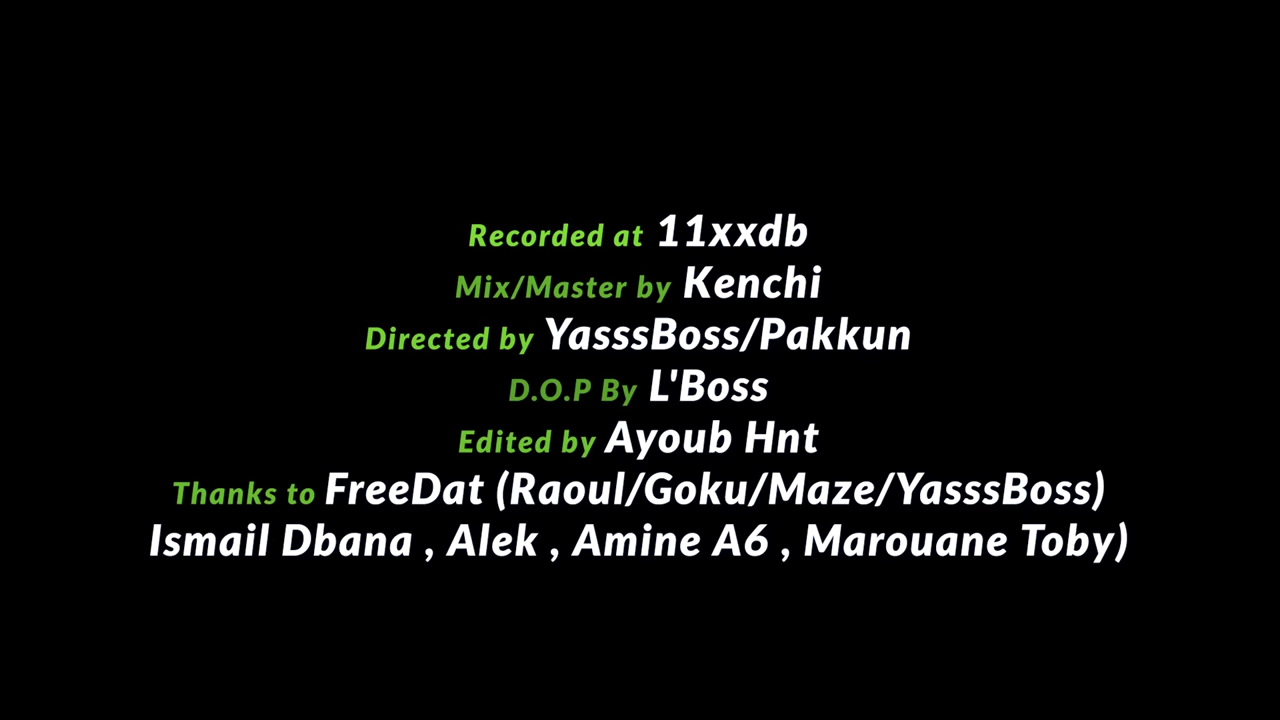 Recorded at 11xxdb
Mix/Master by Kenchi
Directed by YasssBoss/Pakkun
D.O.P By L'Boss
Edited by Ayoub Hnt
Thanks to FreeDat (Raoul/Goku/Maze/YasssBoss)
Ismail Dbana , Alek , Amine A6 , Marouane Toby)